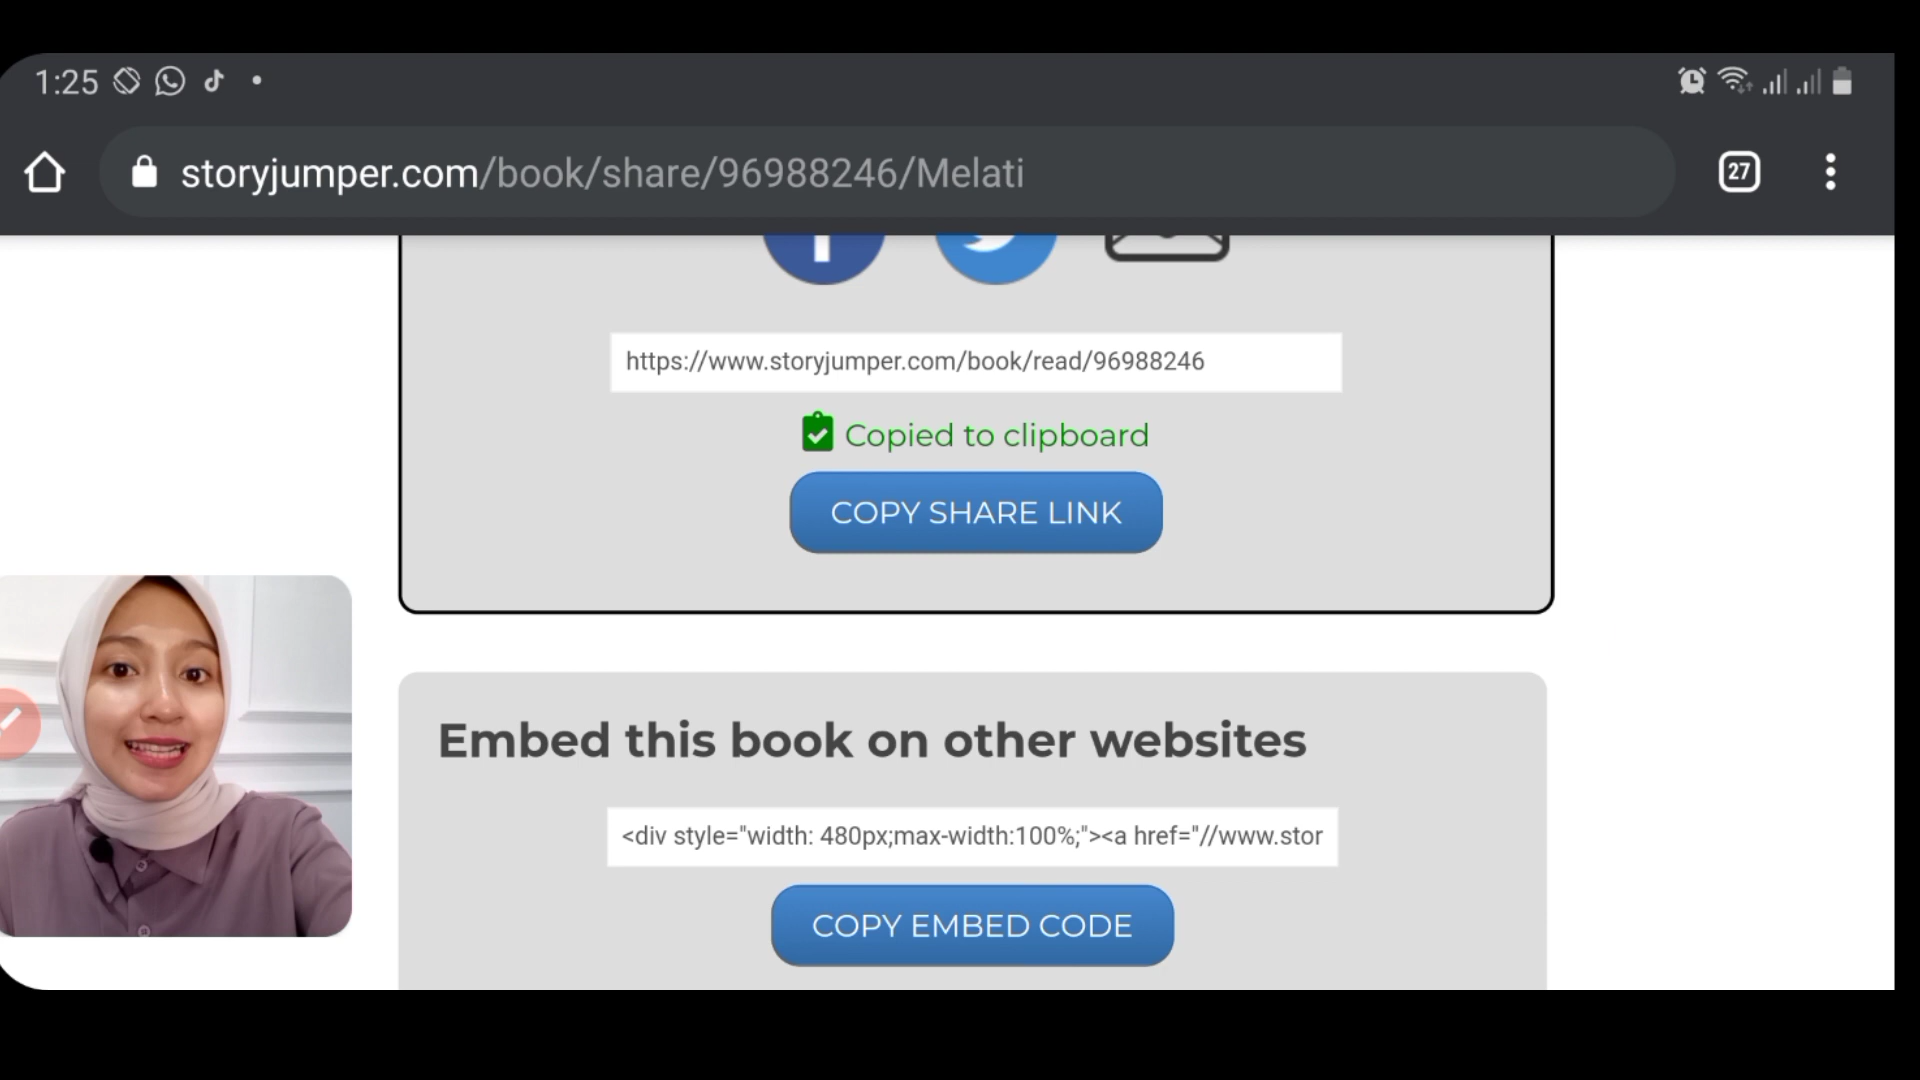 1:25
storyjumper.com/book/share/96988246/Melati
27
https://www.storyjumper.com/book/read/96988246
Copied to clipboard
COPY SHARE LINK
Embed this book on other websites
<div style="width: 480px;max-width:100%;"><a href="//www.stor
COPY EMBED CODE